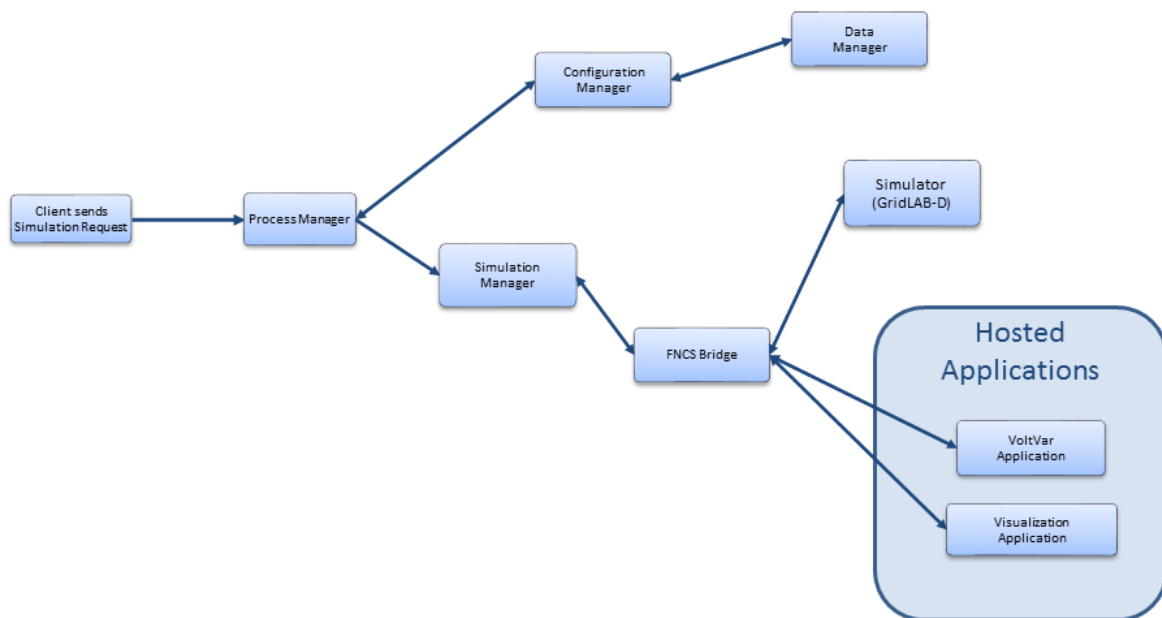 Data
Manager
Configuration
Manager
Simulator
(GridLAB-D)
Client sends
Simulation Request
Process Manager
Simulation
Manager
FNCS Bridge
Hosted
Applications
VoltVar
Application
Visualization
Application